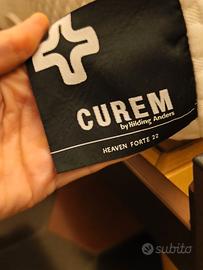 CUREM
by Hilding Anders
HEAVEN FORTE 22
subito